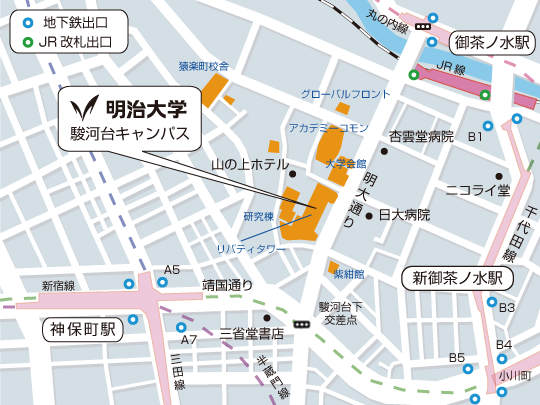 地下鉄出口
JR 改札出口
丸の内線
御茶ノ水駅
JR 線
猿楽町校舎
グローバルフロント
明治大学
駿河台キャンパス
アカデミーコモン
杏雲堂病院
B1
大学会館
山の上ホテル
明大通り
ニコライ堂
研究棟
日大病院
千代田線
リバティタワー
紫紺館
新御茶ノ水駅
A5
新宿線
靖国通り
駿河台下
交差点
B3
神保町駅
A7
三省堂書店
三田線
半蔵門線
B4
B5
小川町